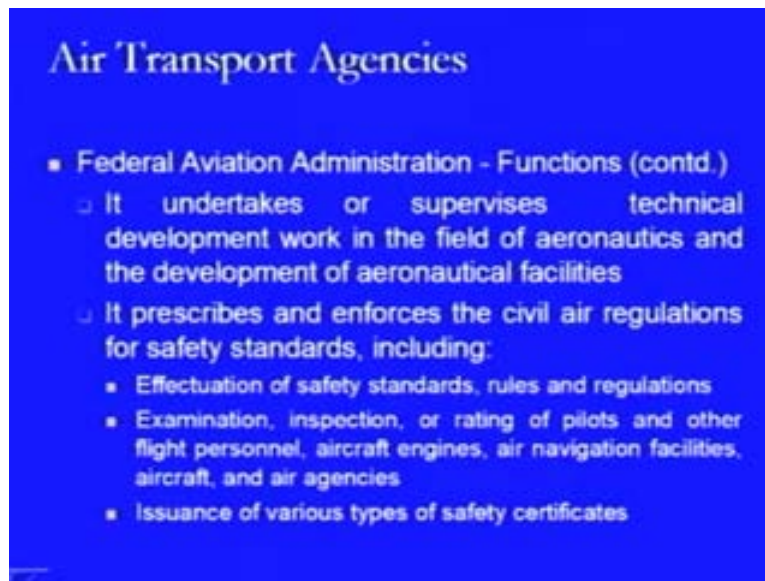 Air Transport Agencies
Federal Aviation Administration - Functions (contd.)
It undertakes or supervises technical
development work in the field of aeronautics and
the development of aeronautical facilities
It prescribes and enforces the civil air regulations
for safety standards, including:
Effectuation of safety standards, rules and regulations
Examination, inspection, or rating of pilots and other
flight personnel, aircraft engines, air navigation facilities,
aircraft, and air agencies
Issuance of various types of safety certificates